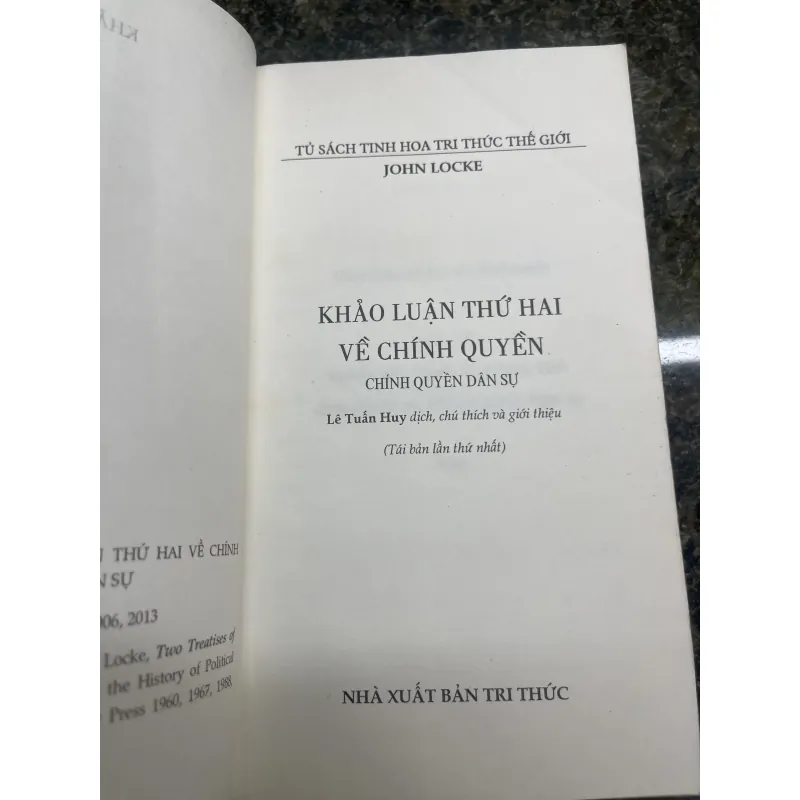 THỨ HAI VỀ CHÍNH
SỰ
2013
Locke, Two Treatises of
the History of Political
Press 1960, 1967, 1988
TỦ SÁCH TINH HOA TRI THỨC THẾ GIỚI
JOHN LOCKE
KHẢO LUẬN THỨ HAI
VỀ CHÍNH QUYỀN
CHÍNH QUYỀN DÂN SỰ
Lê Tuấn Huy dịch, chú thích và giới thiệu
(Tái bản lần thứ nhất)
NHÀ XUẤT BẢN TRI THỨC